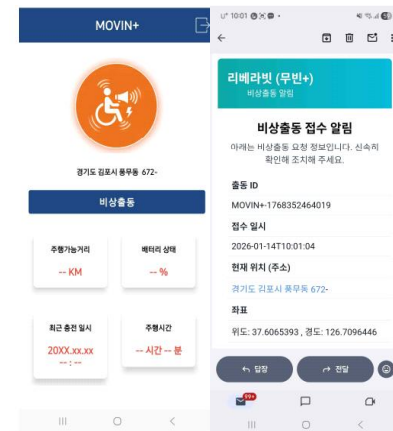 MOVIN+
경기도 김포시 풍무동 672-
비상출동
주행가능거리
-- KM
배터리 상태
-- %
최근 충전 일시
20XX.xx.xx
-- : --
주행시간
-- 시간 -- 분
10:01
리베라빗 (무빈+)
비상출동 알림
비상출동 접수 알림
아래는 비상출동 요청 정보입니다. 신속히
확인해 조치해 주세요.
출동 ID
MOVIN+-1768352464019
접수 일시
2026-01-14T10:01:04
현재 위치 (주소)
경기도 김포시 풍무동 672-
좌표
위도: 37.6065393 , 경도: 126.7096446
답장
전달
99+